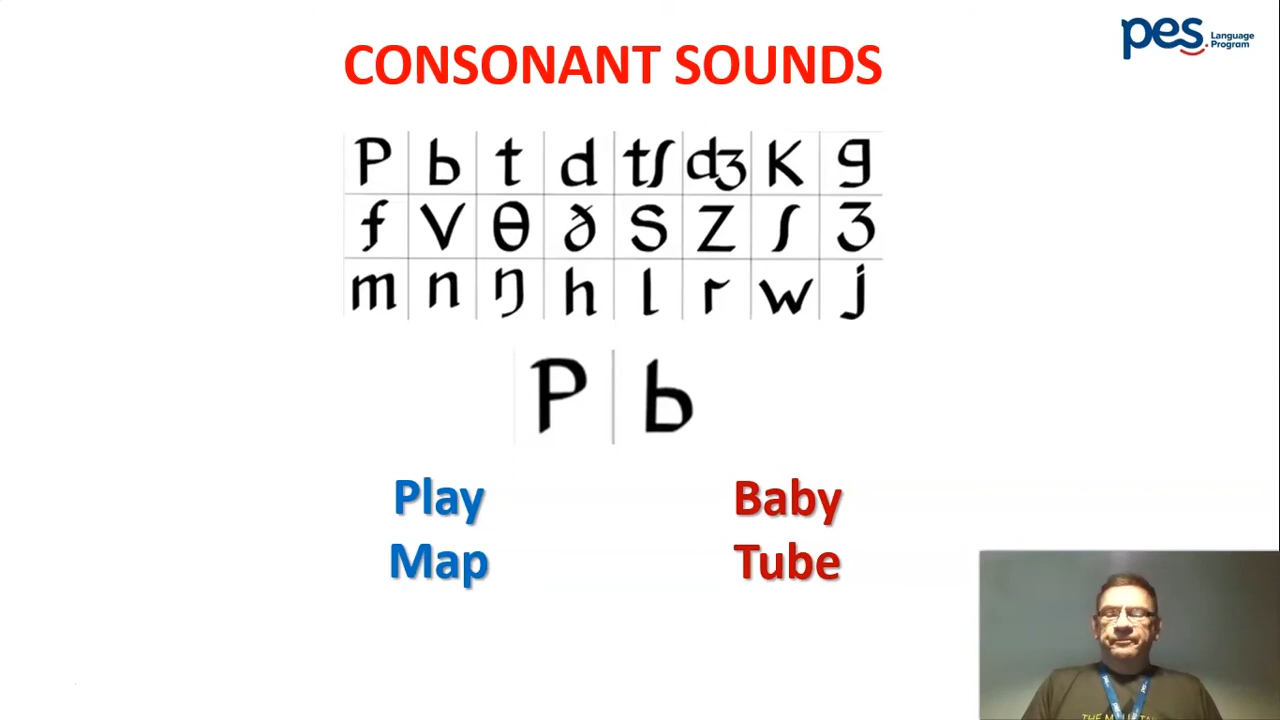 CONSONANT SOUNDS
pes. Language Program
P b t d tʃ dʒ K g
f V θ ð S Z ʃ Ʒ
m n ŋ h l r w j
P b
Play Baby
Map Tube